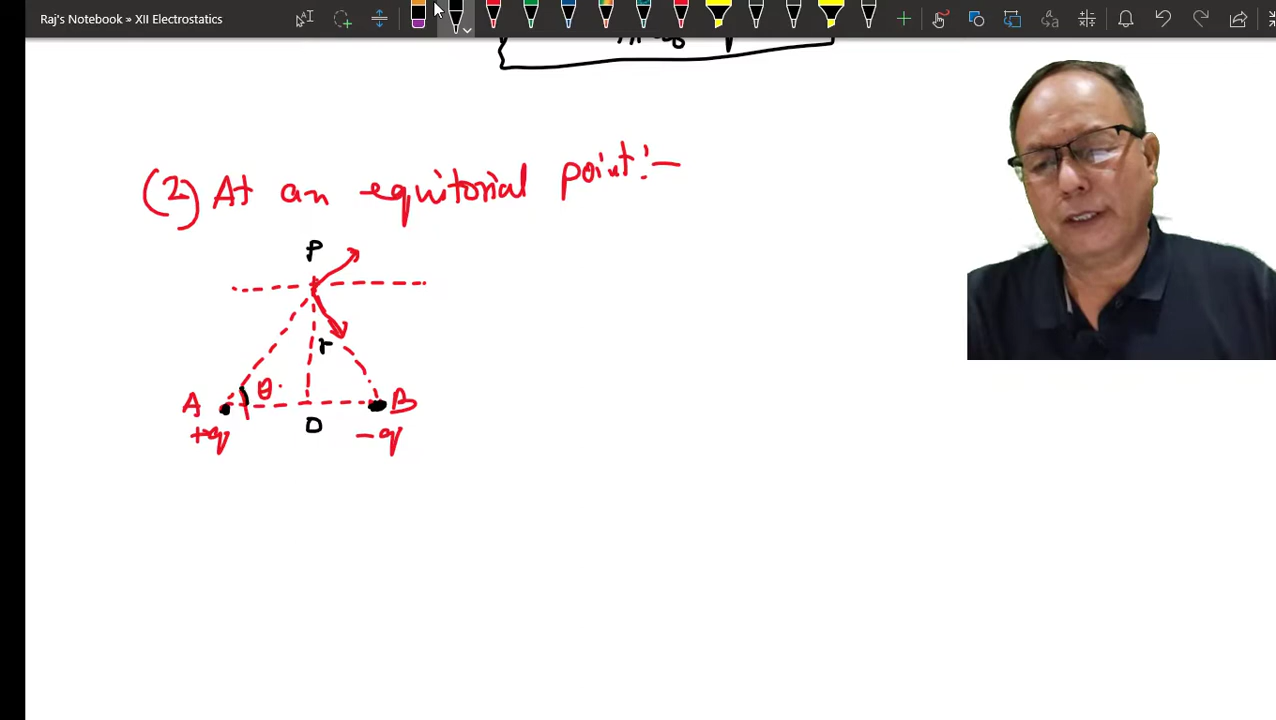 Raj's Notebook » XII Electrostatics
(2) At an equitorial point:-
P
r
θ
A
B
O
+q
-q